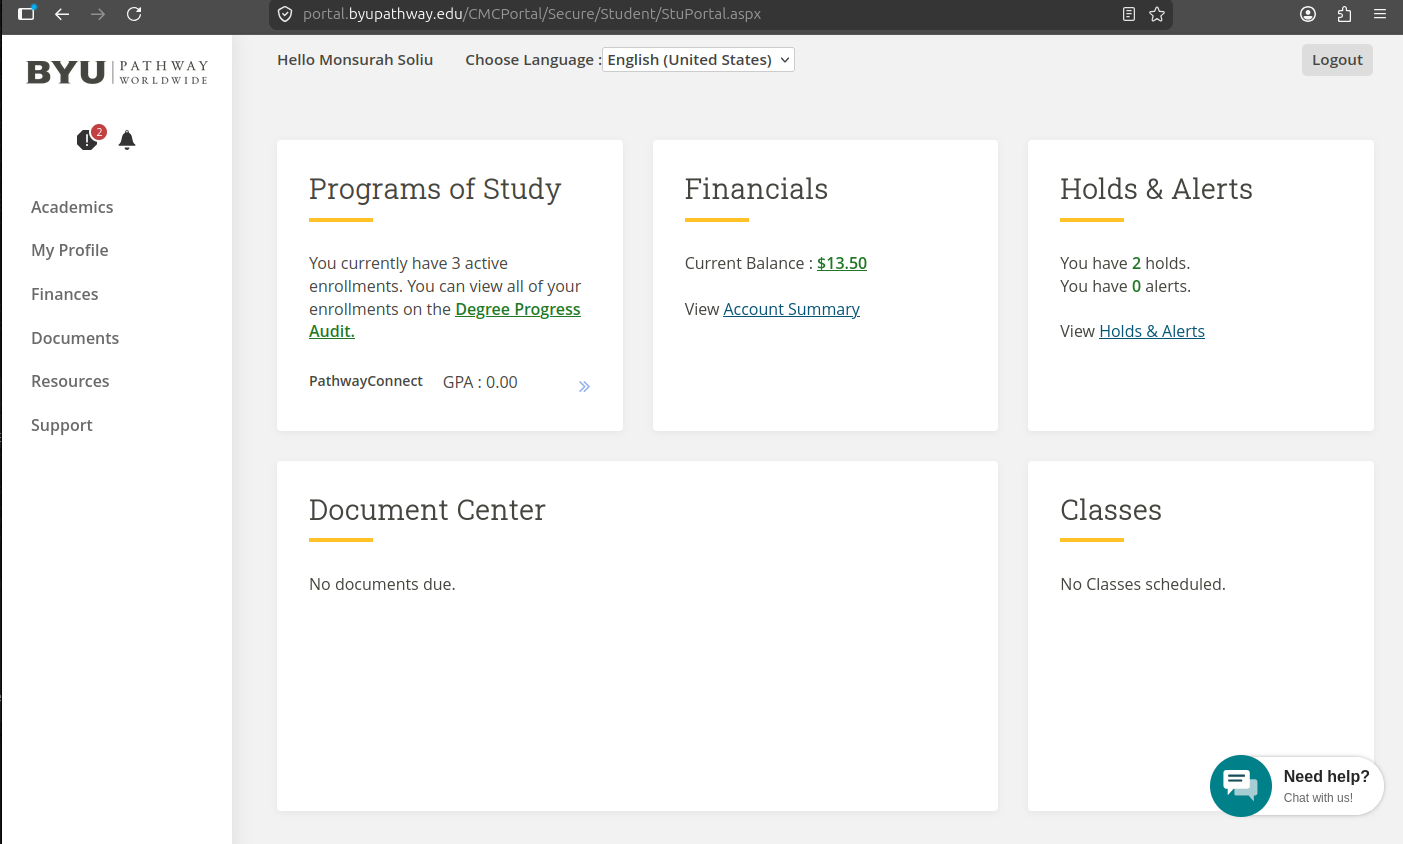 portal.byupathway.edu/CMCPortal/Secure/Student/StuPortal.aspx
BYU PATHWAY WORLDWIDE
2
Academics
My Profile
Finances
Documents
Resources
Support
Hello Monsurah Soliu
Choose Language : English (United States)
Logout
Programs of Study
You currently have 3 active
enrollments. You can view all of your
enrollments on the Degree Progress
Audit.
PathwayConnect GPA : 0.00
Financials
Current Balance : $13.50
View Account Summary
Holds & Alerts
You have 2 holds.
You have 0 alerts.
View Holds & Alerts
Document Center
No documents due.
Classes
No Classes scheduled.
Need help?
Chat with us!